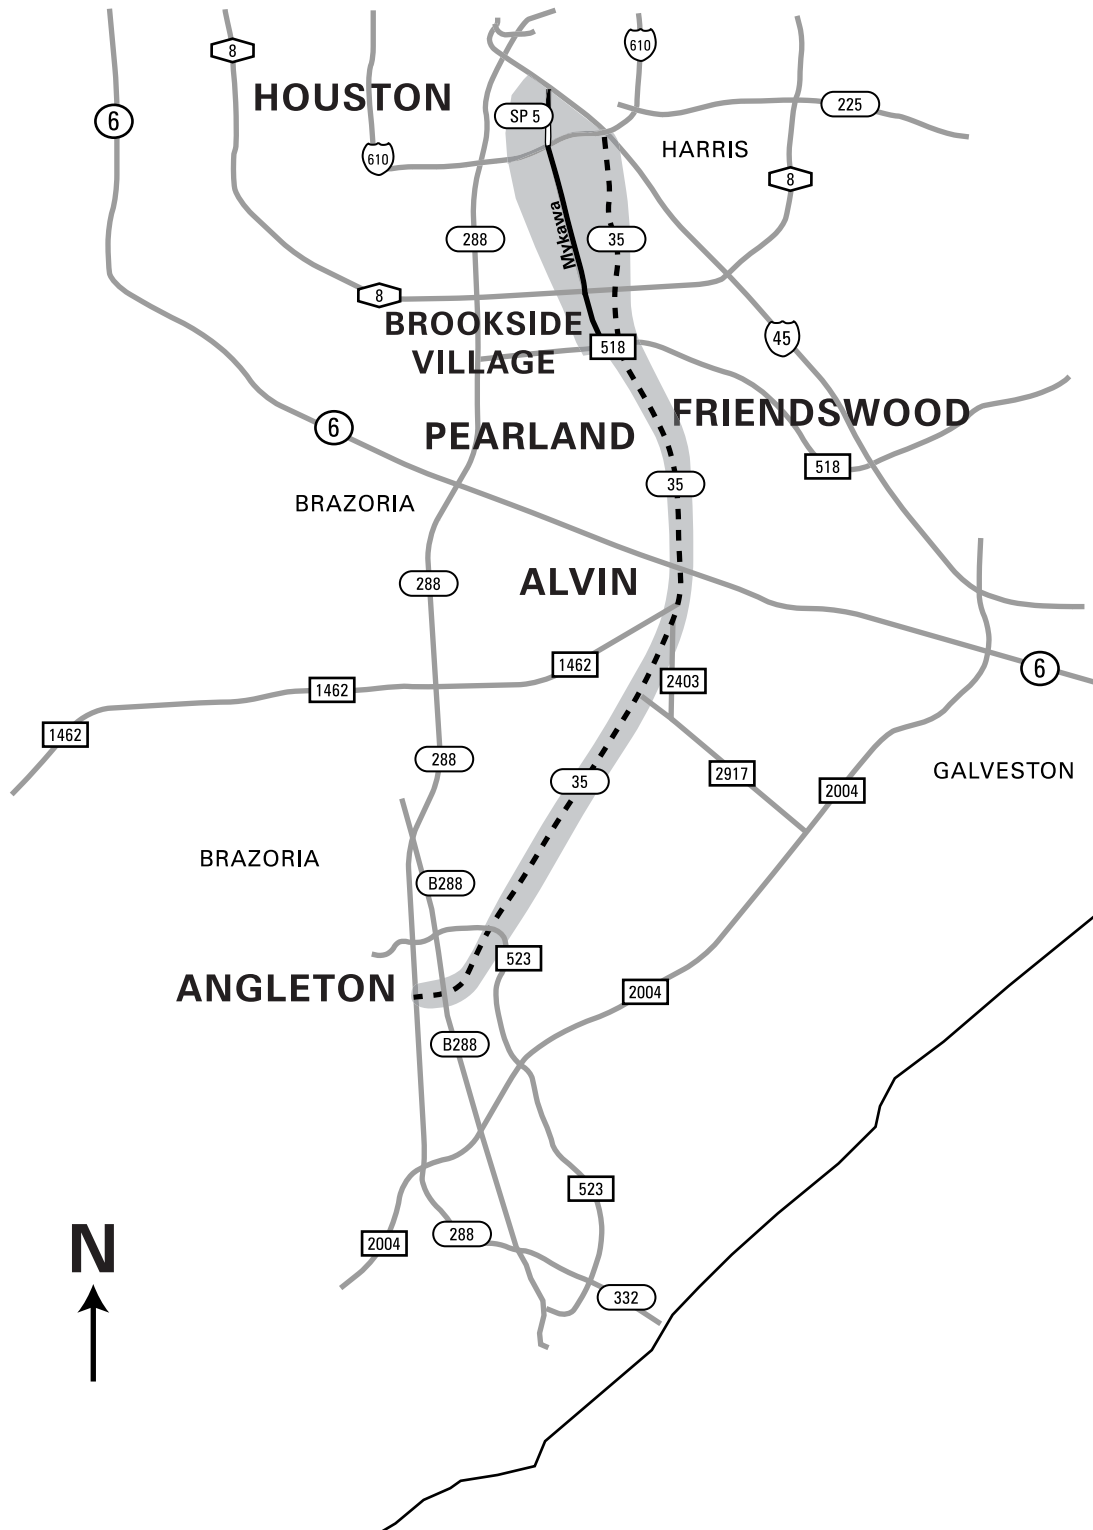 8
610
6
HOUSTON
SP 5
225
HARRIS
610
8
288
Mykawa
35
8
BROOKSIDE
VILLAGE
518
45
6
PEARLAND
FRIENDSWOOD
518
35
BRAZORIA
ALVIN
288
1462
6
1462
2403
1462
288
35
2917
2004
GALVESTON
BRAZORIA
B288
523
ANGLETON
2004
B288
523
N
2004
288
332